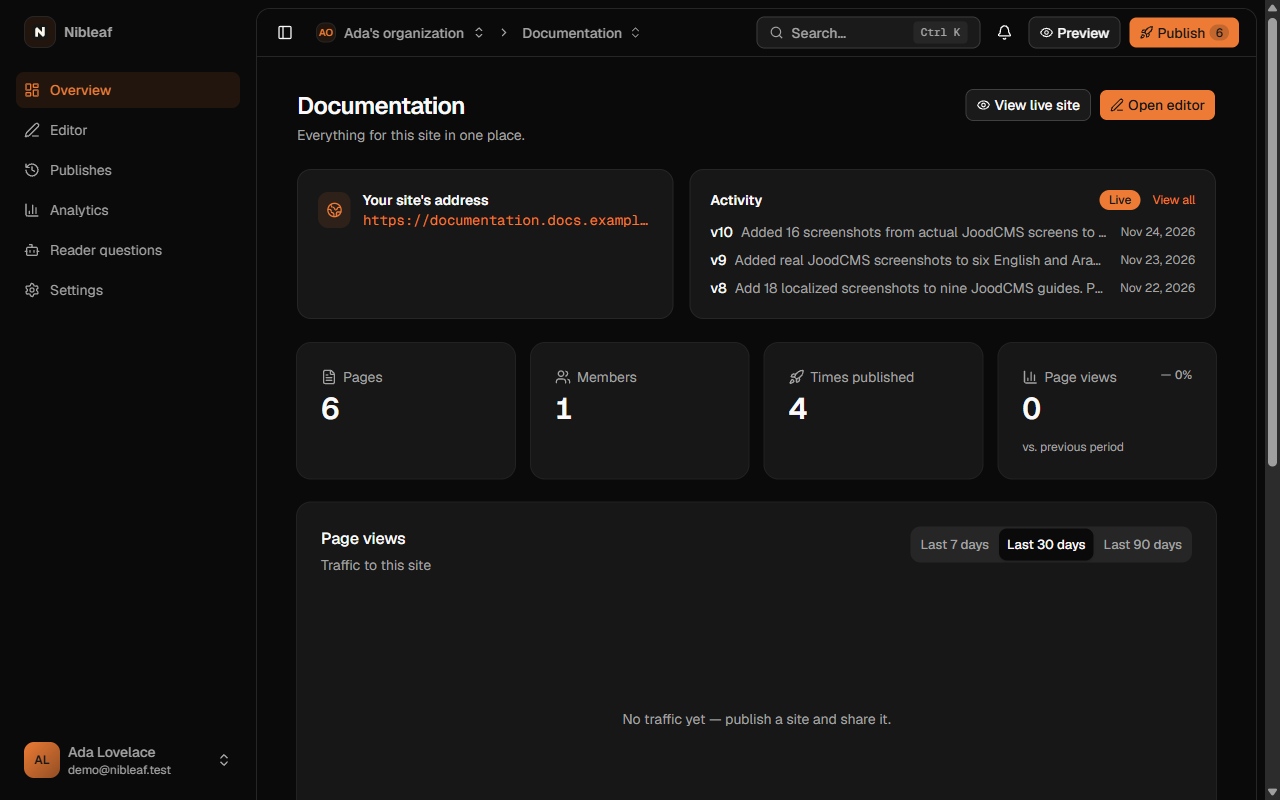 N Nibleaf
Overview
Editor
Publishes
Analytics
Reader questions
Settings
AL Ada Lovelace
demo@nibleaf.test
AO Ada's organization
Documentation
Search...
Ctrl K
Preview
Publish 6
Documentation
Everything for this site in one place.
View live site
Open editor
Your site's address
https://documentation.docs.exampl…
Activity
Live
View all
v10 Added 16 screenshots from actual JoodCMS screens to ... Nov 24, 2026
v9 Added real JoodCMS screenshots to six English and Ara... Nov 23, 2026
v8 Add 18 localized screenshots to nine JoodCMS guides. P... Nov 22, 2026
Pages
6
Members
1
Times published
4
Page views
— 0%
0
vs. previous period
Page views
Traffic to this site
Last 7 days
Last 30 days
Last 90 days
No traffic yet — publish a site and share it.